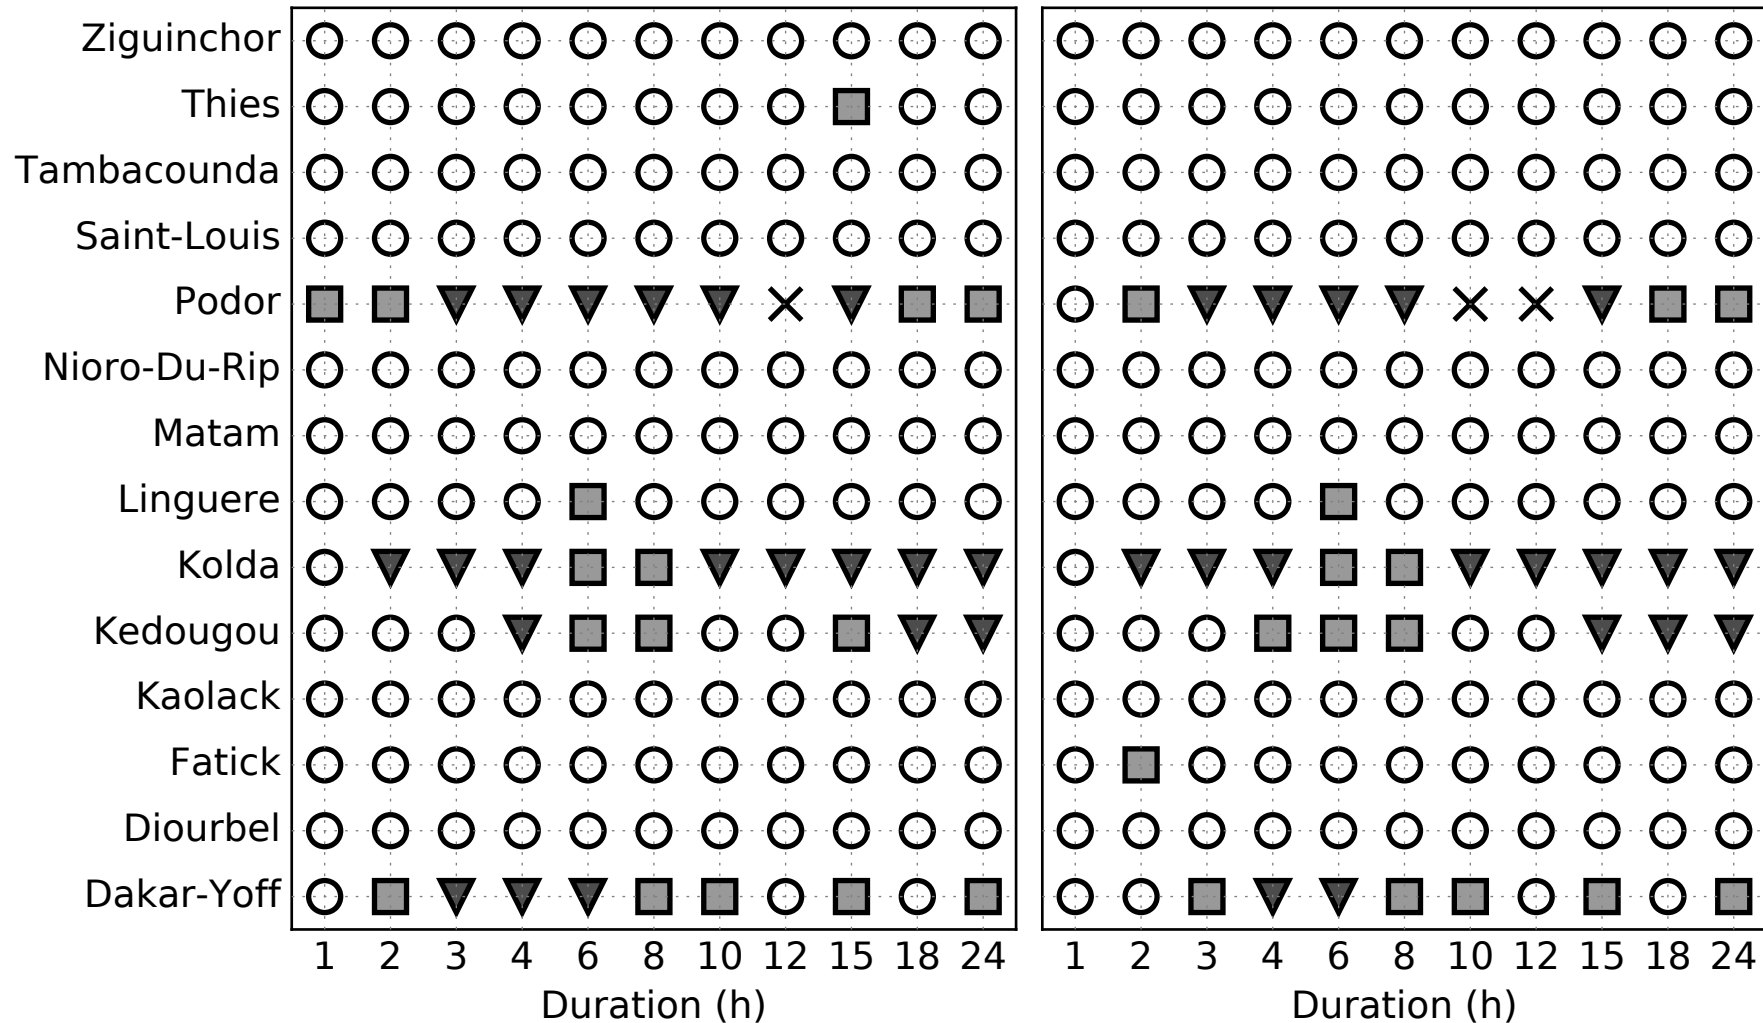 Ziguinchor
Thies
Tambacounda
Saint-Louis
Podor
Nioro-Du-Rip
Matam
Linguere
Kolda
Kedougou
Kaolack
Fatick
Diourbel
Dakar-Yoff
1 2 3 4 6 8 10 12 15 18 24
Duration (h)
1 2 3 4 6 8 10 12 15 18 24
Duration (h)